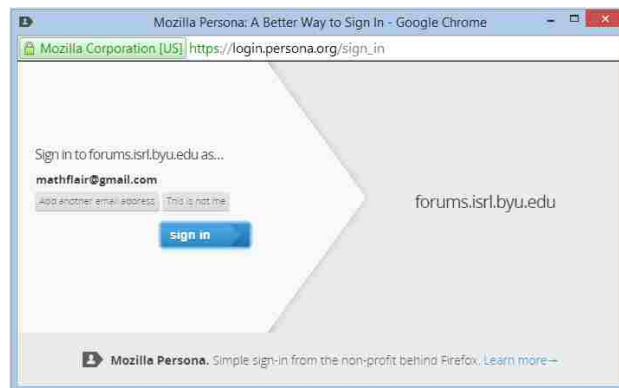 Mozilla Persona: A Better Way to Sign In - Google Chrome
Mozilla Corporation [US] https://login.persona.org/sign_in
Sign in to forums.isrl.byu.edu as...
mathflair@gmail.com
Add another email address This is not me
sign in
forums.isrl.byu.edu
Mozilla Persona. Simple sign-in from the non-profit behind Firefox. Learn more→